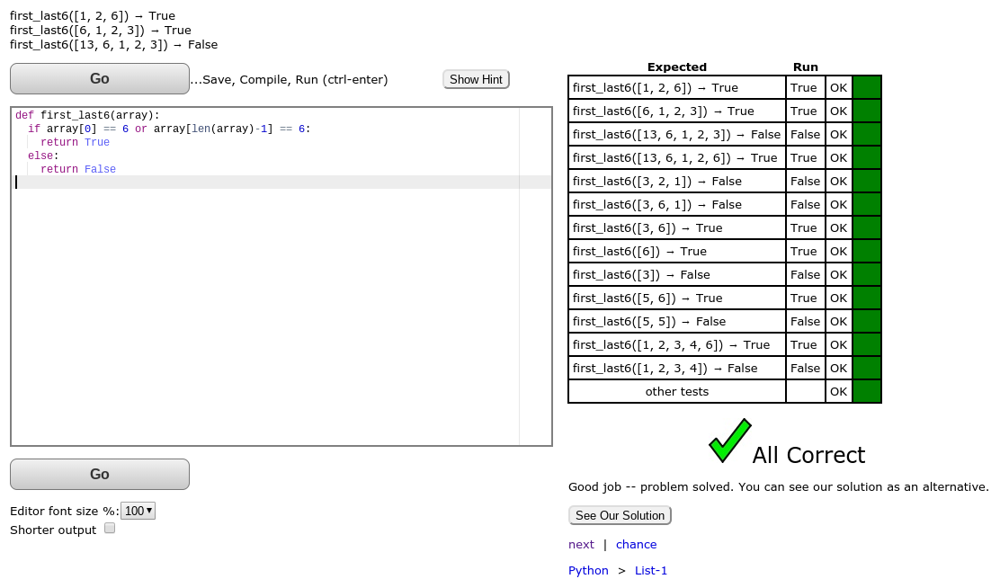 first_last6([1, 2, 6]) → True
first_last6([6, 1, 2, 3]) → True
first_last6([13, 6, 1, 2, 3]) → False
Go
...Save, Compile, Run (ctrl-enter)
Show Hint
def first_last6(array):
  if array[0] == 6 or array[len(array)-1] == 6:
    return True
  else:
    return False
Go
Editor font size %: 100
Shorter output
Expected Run
first_last6([1, 2, 6]) → True True OK
first_last6([6, 1, 2, 3]) → True True OK
first_last6([13, 6, 1, 2, 3]) → False False OK
first_last6([13, 6, 1, 2, 6]) → True True OK
first_last6([3, 2, 1]) → False False OK
first_last6([3, 6, 1]) → False False OK
first_last6([3, 6]) → True True OK
first_last6([6]) → True True OK
first_last6([3]) → False False OK
first_last6([5, 6]) → True True OK
first_last6([5, 5]) → False False OK
first_last6([1, 2, 3, 4, 6]) → True True OK
first_last6([1, 2, 3, 4]) → False False OK
other tests OK
All Correct
Good job -- problem solved. You can see our solution as an alternative.
See Our Solution
next | chance
Python > List-1